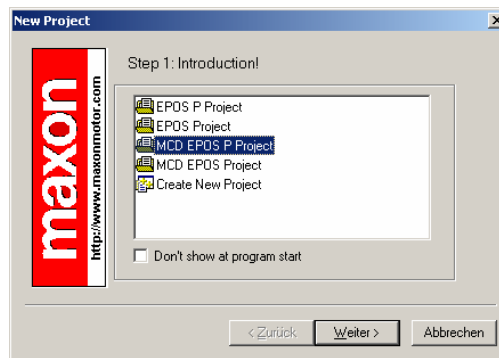 New Project
maxon
http://www.maxonmotor.com
Step 1: Introduction!
EPOS P Project
EPOS Project
MCD EPOS P Project
MCD EPOS Project
Create New Project
Don't show at program start
< Zurück
Weiter >
Abbrechen